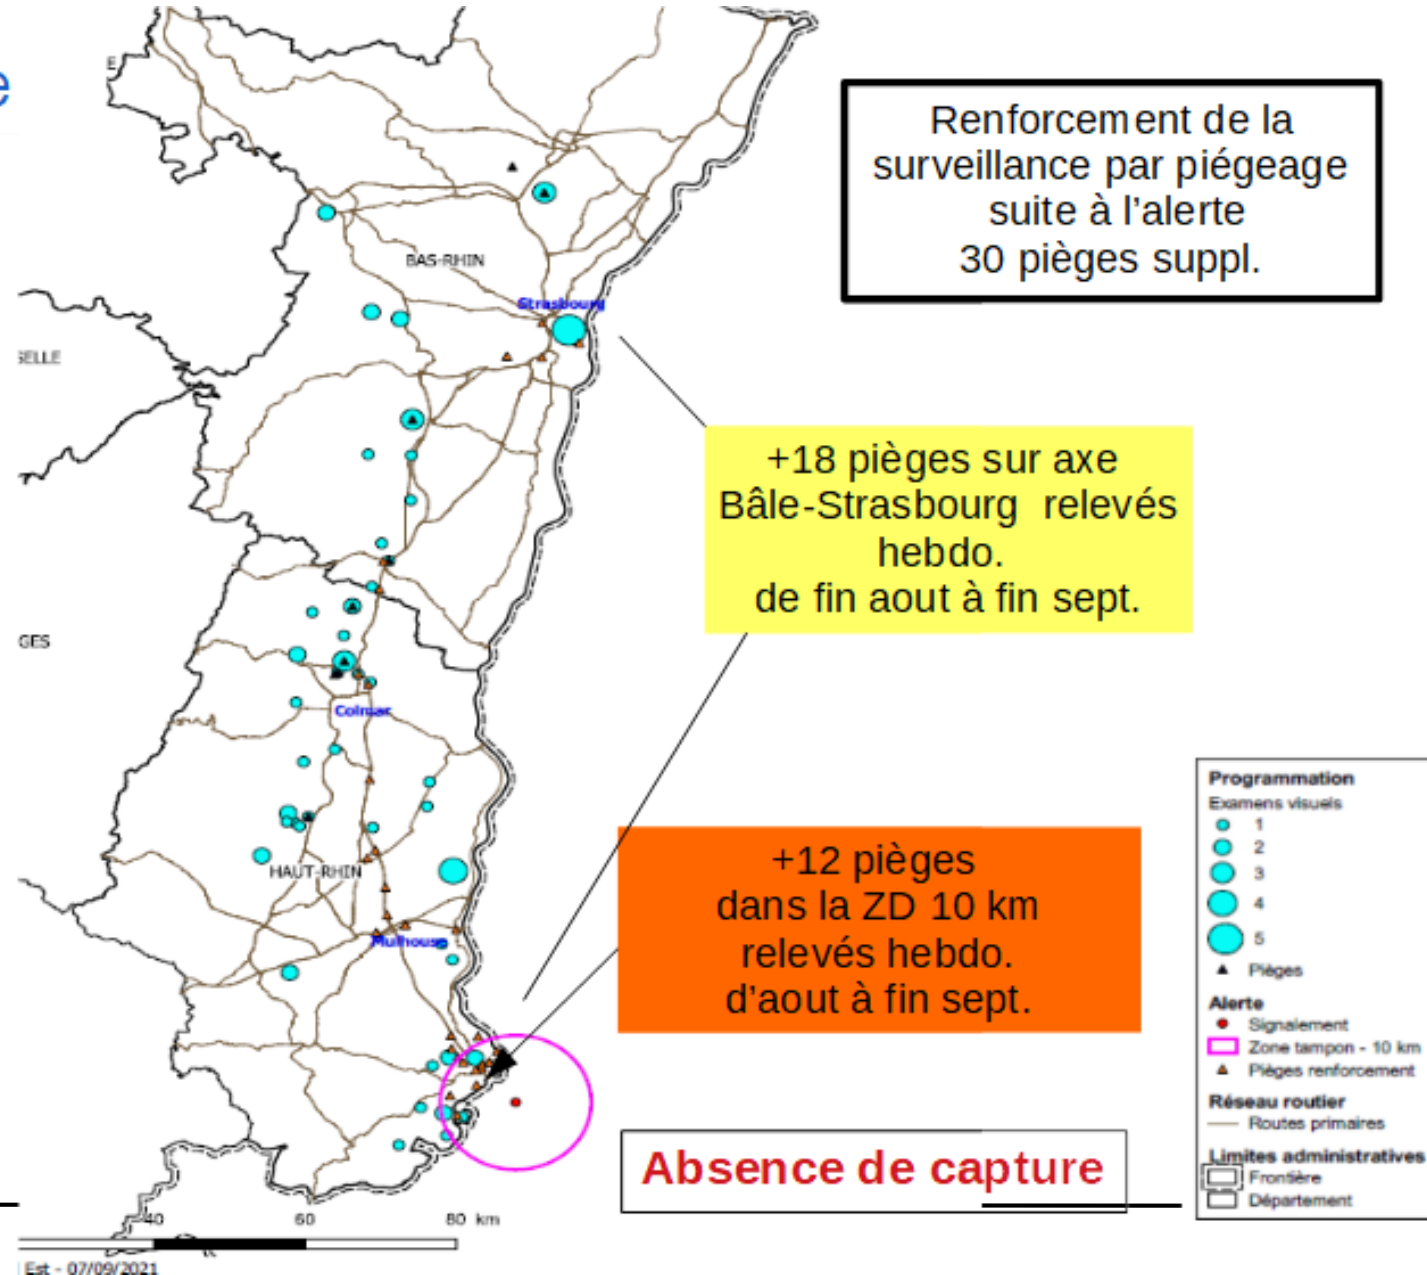 e
E
Renforcement de la
surveillance par piégeage
suite à l'alerte
30 pièges suppl.
BAS-RHIN
Strasbourg
SELLE
+18 pièges sur axe
Bâle-Strasbourg relevés
hebdo.
de fin aout à fin sept.
GES
Colmar
HAUT-RHIN
Mulhouse
+12 pièges
dans la ZD 10 km
relevés hebdo.
d'aout à fin sept.
Absence de capture
Programmation
Examens visuels
1
2
3
4
5
Pièges
Alerte
Signalement
Zone tampon - 10 km
Pièges renforcement
Réseau routier
Routes primaires
Limites administratives
Frontière
Département
40 60 80 km
Est - 07/09/2021